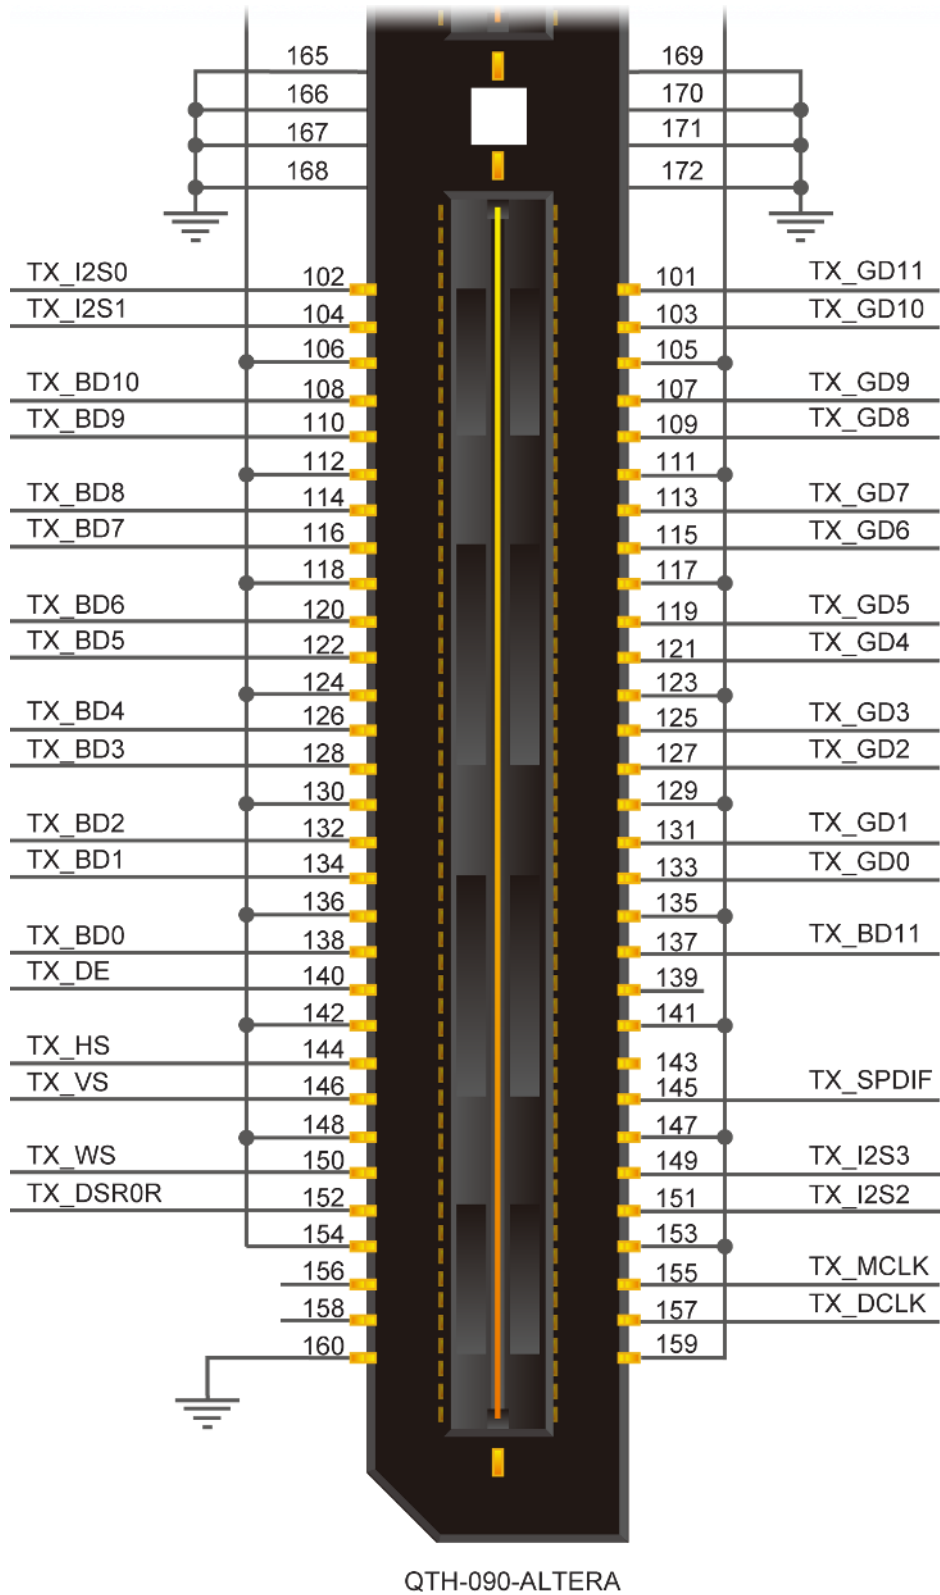 165 169
166 170
167 171
168 172
TX_I2S0 102 101 TX_GD11
TX_I2S1 104 103 TX_GD10
106 105
TX_BD10 108 107 TX_GD9
TX_BD9 110 109 TX_GD8
112 111
TX_BD8 114 113 TX_GD7
TX_BD7 116 115 TX_GD6
118 117
TX_BD6 120 119 TX_GD5
TX_BD5 122 121 TX_GD4
124 123
TX_BD4 126 125 TX_GD3
TX_BD3 128 127 TX_GD2
130 129
TX_BD2 132 131 TX_GD1
TX_BD1 134 133 TX_GD0
136 135
TX_BD0 138 137 TX_BD11
TX_DE 140 139
142 141
TX_HS 144 143
TX_VS 146 145 TX_SPDIF
148 147
TX_WS 150 149 TX_I2S3
TX_DSR0R 152 151 TX_I2S2
154 153
156 155 TX_MCLK
158 157 TX_DCLK
160 159
QTH-090-ALTERA